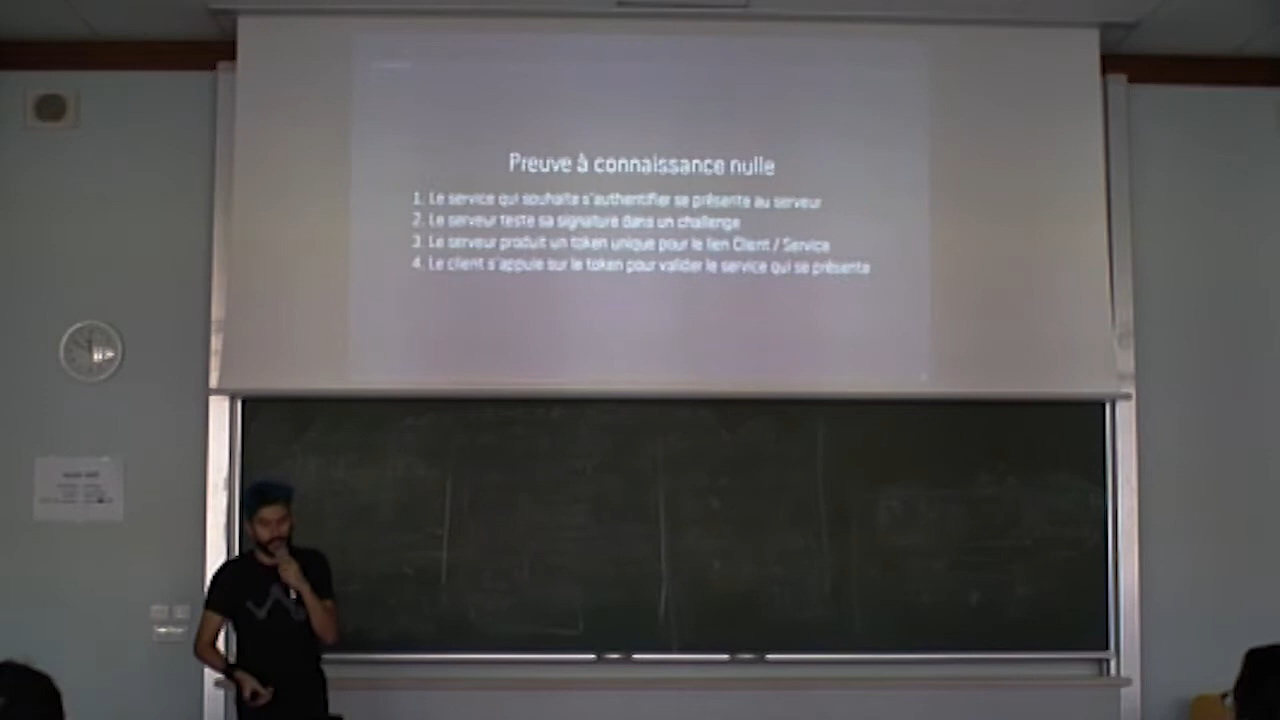 Preuve à connaissance nulle
1. Le service qui souhaite s'authentifier se présente au serveur
2. Le serveur teste sa signature dans un challenge
3. Le serveur produit un token unique pour le lien Client / Service
4. Le client s'appuie sur le token pour valider le service qui se présente